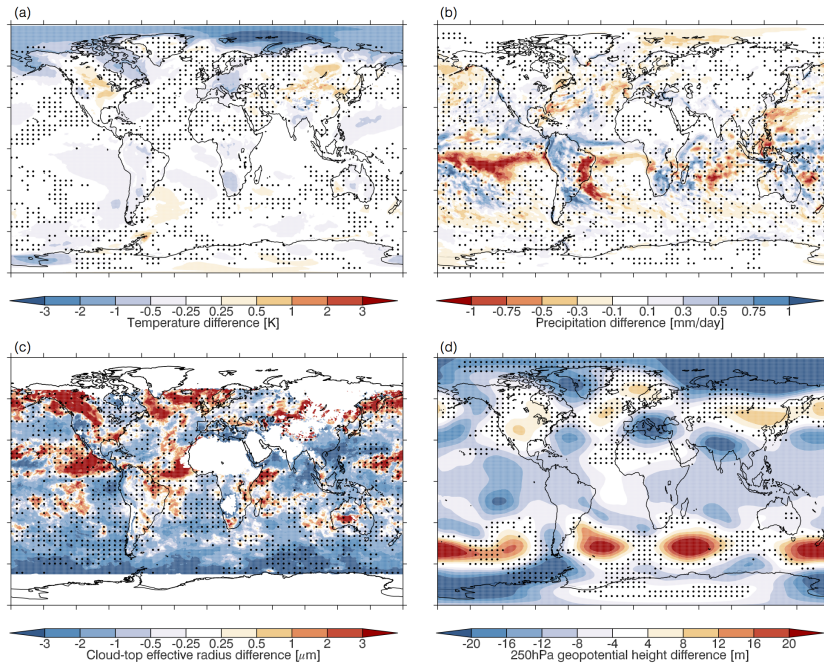 (a)
(b)
-3 -2 -1 -0.5 -0.25 0.25 0.5 1 2 3
Temperature difference [K]
-1 -0.75 -0.5 -0.3 -0.1 0.1 0.3 0.5 0.75 1
Precipitation difference [mm/day]
(c)
(d)
-3 -2 -1 -0.5 -0.25 0.25 0.5 1 2 3
Cloud-top effective radius difference [μm]
-20 -16 -12 -8 -4 4 8 12 16 20
250hPa geopotential height difference [m]